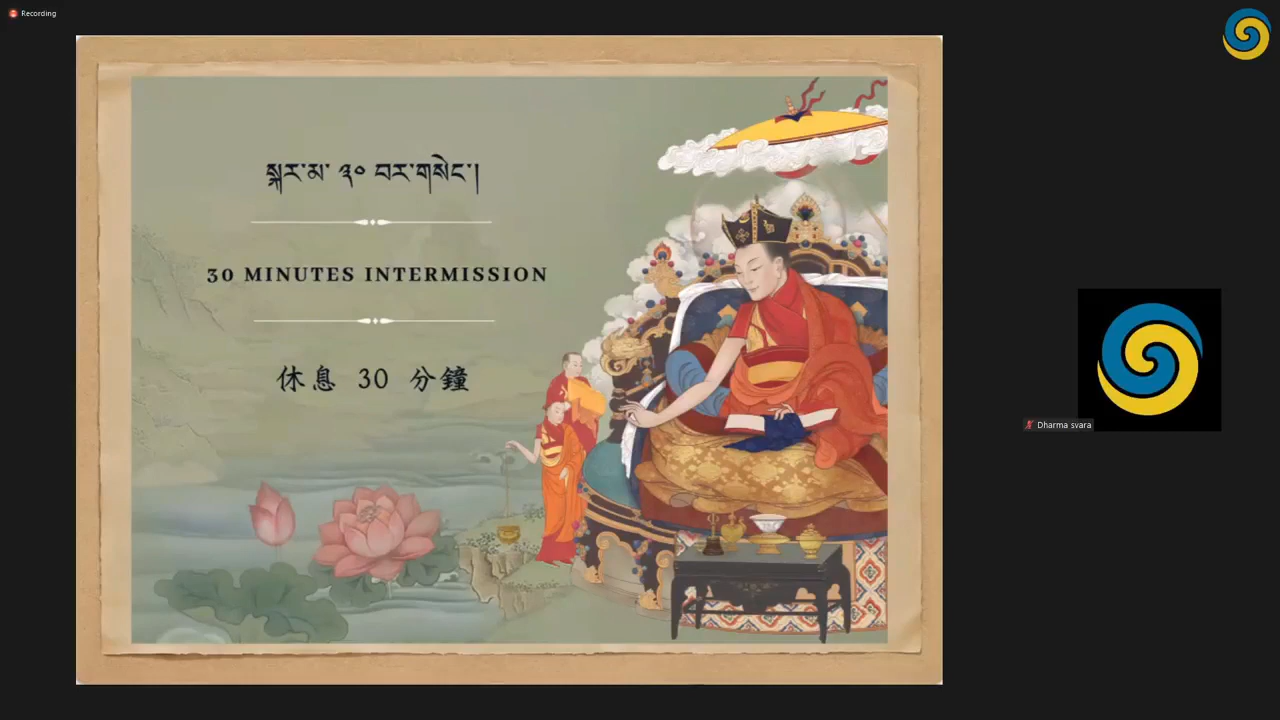 Recording
སྐར་མ་ ༣༠ བར་གསེང་།
30 MINUTES INTERMISSION
休息 30 分鐘
Dharma svara